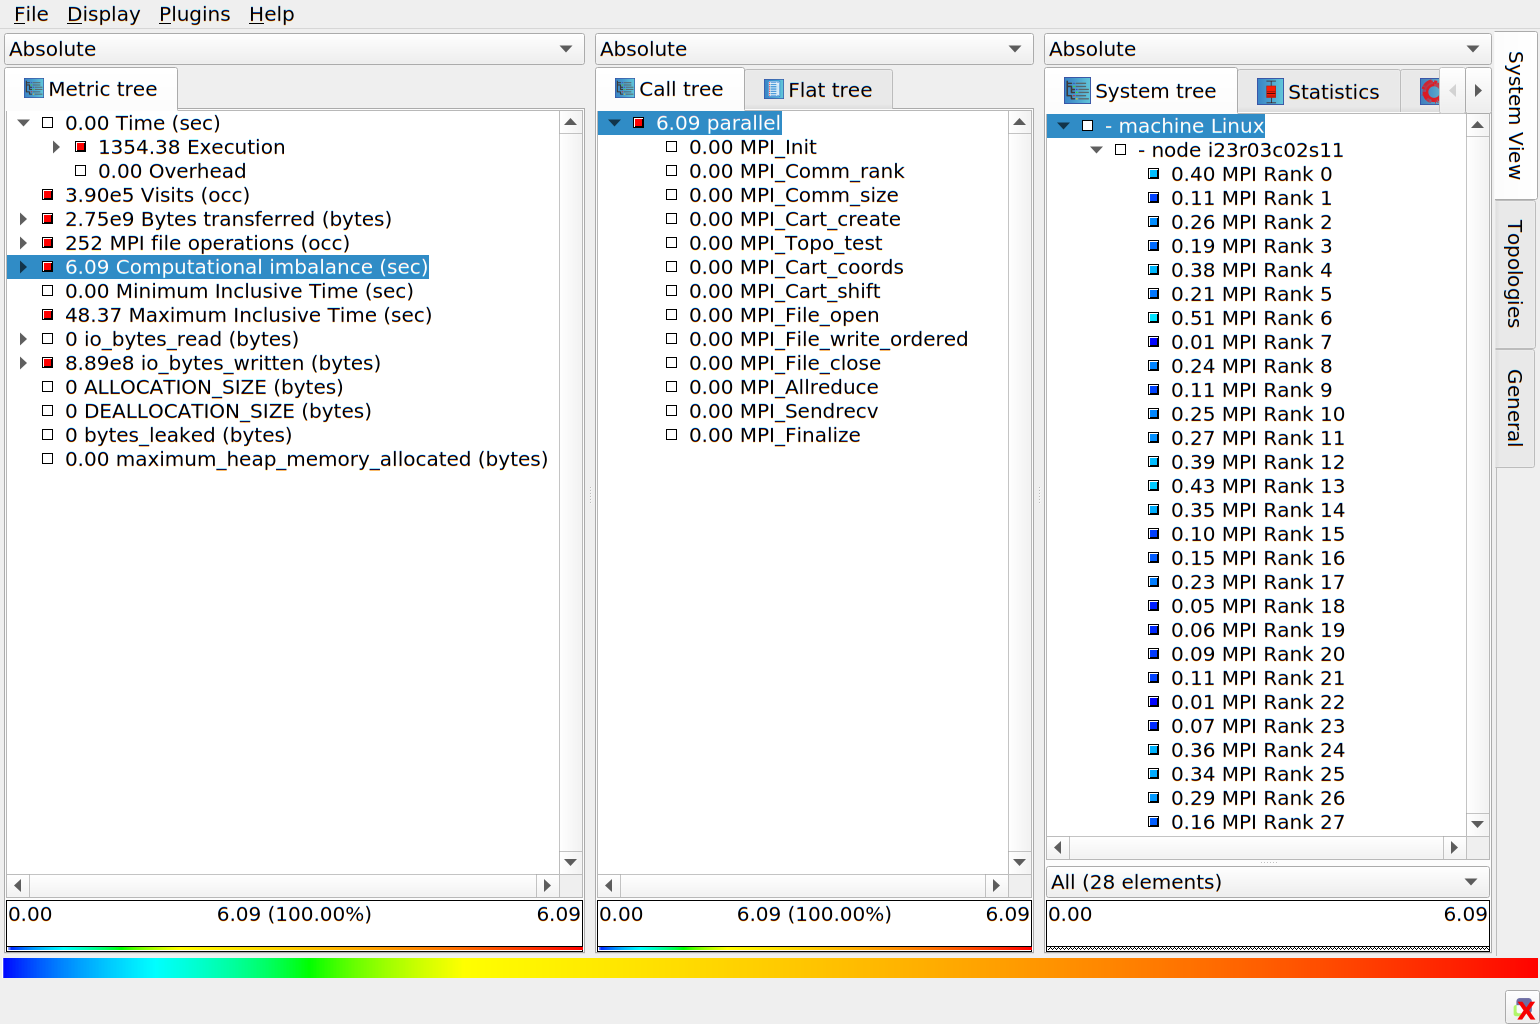 File Display Plugins Help
Absolute
Metric tree
0.00 Time (sec)
1354.38 Execution
0.00 Overhead
3.90e5 Visits (occ)
2.75e9 Bytes transferred (bytes)
252 MPI file operations (occ)
6.09 Computational imbalance (sec)
0.00 Minimum Inclusive Time (sec)
48.37 Maximum Inclusive Time (sec)
0 io_bytes_read (bytes)
8.89e8 io_bytes_written (bytes)
0 ALLOCATION_SIZE (bytes)
0 DEALLOCATION_SIZE (bytes)
0 bytes_leaked (bytes)
0.00 maximum_heap_memory_allocated (bytes)
0.00 6.09 (100.00%) 6.09
Absolute
Call tree Flat tree
6.09 parallel
0.00 MPI_Init
0.00 MPI_Comm_rank
0.00 MPI_Comm_size
0.00 MPI_Cart_create
0.00 MPI_Topo_test
0.00 MPI_Cart_coords
0.00 MPI_Cart_shift
0.00 MPI_File_open
0.00 MPI_File_write_ordered
0.00 MPI_File_close
0.00 MPI_Allreduce
0.00 MPI_Sendrecv
0.00 MPI_Finalize
0.00 6.09 (100.00%) 6.09
Absolute
System tree Statistics
- machine Linux
- node i23r03c02s11
0.40 MPI Rank 0
0.11 MPI Rank 1
0.26 MPI Rank 2
0.19 MPI Rank 3
0.38 MPI Rank 4
0.21 MPI Rank 5
0.51 MPI Rank 6
0.01 MPI Rank 7
0.24 MPI Rank 8
0.11 MPI Rank 9
0.25 MPI Rank 10
0.27 MPI Rank 11
0.39 MPI Rank 12
0.43 MPI Rank 13
0.35 MPI Rank 14
0.10 MPI Rank 15
0.15 MPI Rank 16
0.23 MPI Rank 17
0.05 MPI Rank 18
0.06 MPI Rank 19
0.09 MPI Rank 20
0.11 MPI Rank 21
0.01 MPI Rank 22
0.07 MPI Rank 23
0.36 MPI Rank 24
0.34 MPI Rank 25
0.29 MPI Rank 26
0.16 MPI Rank 27
All (28 elements)
0.00 6.09
System View
Topologies
General